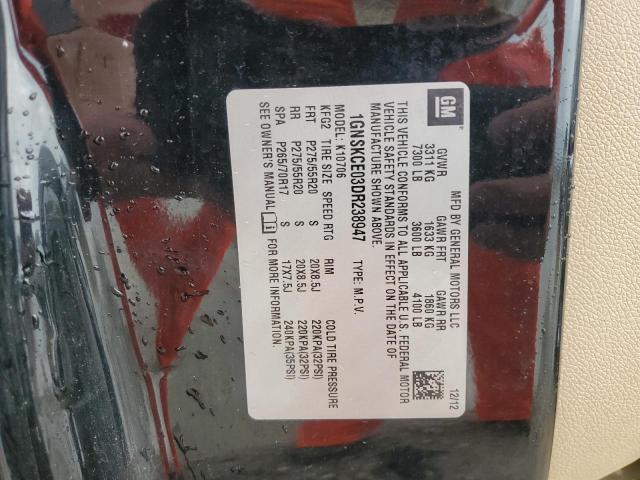 GM
MFD BY GENERAL MOTORS LLC 12/12
GVWR GAWR FRT GAWR RR
3311 KG 1633 KG 1860 KG
7300 LB 3600 LB 4100 LB
THIS VEHICLE CONFORMS TO ALL APPLICABLE U.S. FEDERAL MOTOR
VEHICLE SAFETY STANDARDS IN EFFECT ON THE DATE OF
MANUFACTURE SHOWN ABOVE.
1GNSKCE03DR238947 TYPE: M.P.V.
MODEL: K10706
KFG2 TIRE SIZE SPEED RTG RIM COLD TIRE PRESSURE
FRT P275/55R20 S 20X8.5J 220KPA(32PSI)
RR P275/55R20 S 20X8.5J 220KPA(32PSI)
SPA P265/70R17 S 17X7.5J 240KPA(35PSI)
SEE OWNER'S MANUAL FOR MORE INFORMATION.